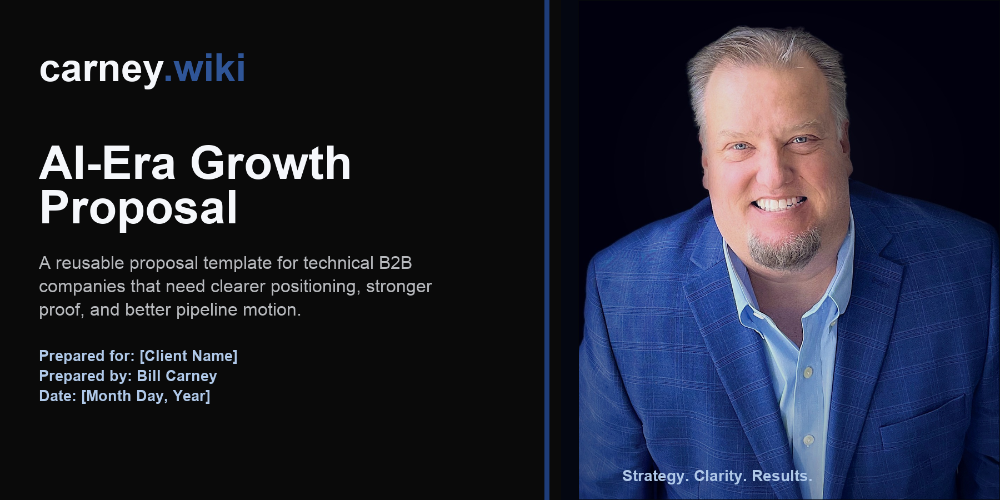 carney.wiki
AI-Era Growth
Proposal
A reusable proposal template for technical B2B
companies that need clearer positioning, stronger
proof, and better pipeline motion.
Prepared for: [Client Name]
Prepared by: Bill Carney
Date: [Month Day, Year]
Strategy. Clarity. Results.